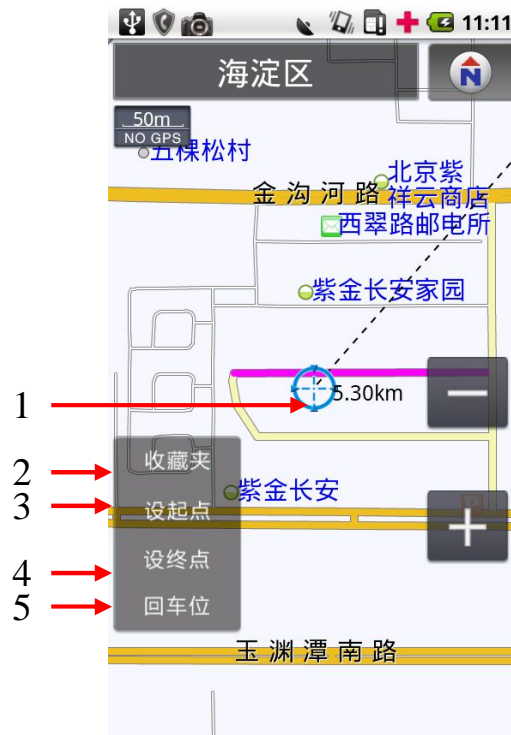 11:11
海淀区
N
50m
NO GPS
五棵松村
北京紫
祥云商店
金沟河路
西翠路邮电所
紫金长安家园
5.30km
1
收藏夹
2
紫金长安
3
设起点
设终点
4
5
回车位
玉渊潭南路